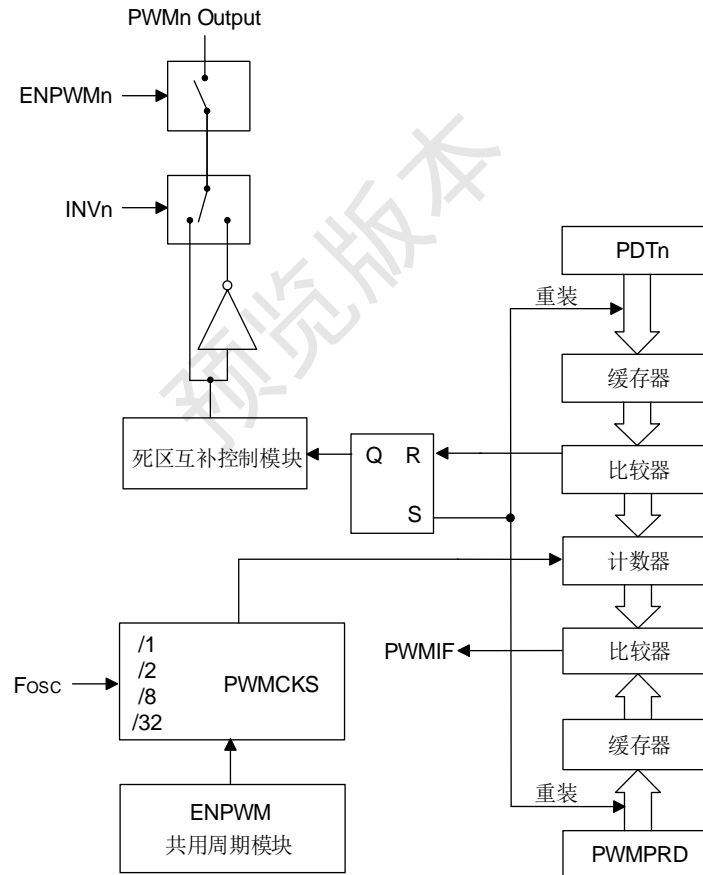 PWMn Output
ENPWMn
INVn
PDTn
重装
缓存器
死区互补控制模块
Q R
S
比较器
计数器
/1
/2
/8
/32
PWMCKS
Fosc
PWMIF
比较器
缓存器
ENPWM
共用周期模块
重装
PWMPRD
预览版本